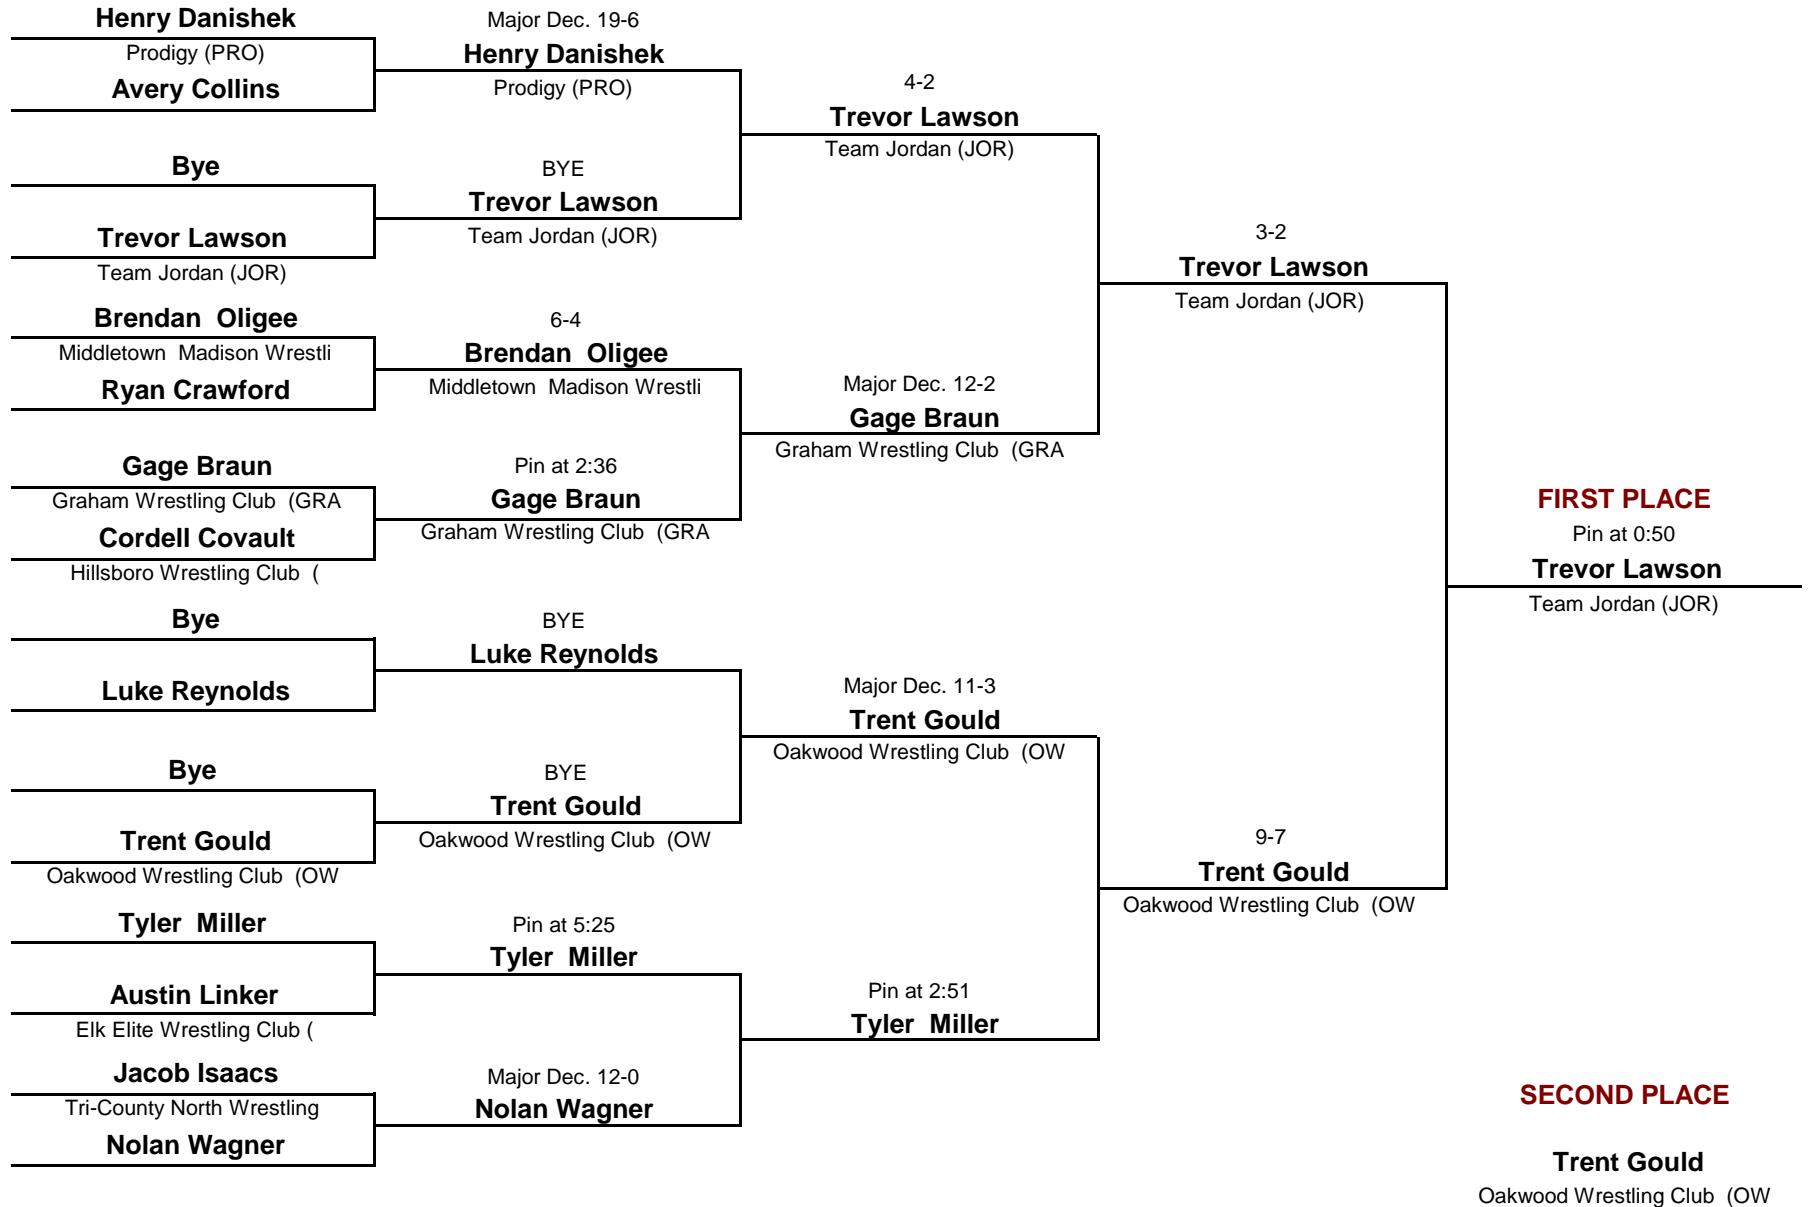 Henry Danishek
Prodigy (PRO)
Avery Collins
Bye
Trevor Lawson
Team Jordan (JOR)
Brendan  Oligee
Middletown  Madison Wrestli
Ryan Crawford
Gage Braun
Graham Wrestling Club  (GRA
Cordell Covault
Hillsboro Wrestling Club  (
Bye
Luke Reynolds
Bye
Trent Gould
Oakwood Wrestling Club  (OW
Tyler  Miller
Austin Linker
Elk Elite Wrestling Club (
Jacob Isaacs
Tri-County North Wrestling
Nolan Wagner
Major Dec. 19-6
Henry Danishek
Prodigy (PRO)
BYE
Trevor Lawson
Team Jordan (JOR)
6-4
Brendan  Oligee
Middletown  Madison Wrestli
Pin at 2:36
Gage Braun
Graham Wrestling Club  (GRA
BYE
Luke Reynolds
BYE
Trent Gould
Oakwood Wrestling Club  (OW
Pin at 5:25
Tyler  Miller
Major Dec. 12-0
Nolan Wagner
4-2
Trevor Lawson
Team Jordan (JOR)
Major Dec. 12-2
Gage Braun
Graham Wrestling Club  (GRA
Major Dec. 11-3
Trent Gould
Oakwood Wrestling Club  (OW
Pin at 2:51
Tyler  Miller
3-2
Trevor Lawson
Team Jordan (JOR)
9-7
Trent Gould
Oakwood Wrestling Club  (OW
FIRST PLACE
Pin at 0:50
Trevor Lawson
Team Jordan (JOR)
SECOND PLACE
Trent Gould
Oakwood Wrestling Club  (OW